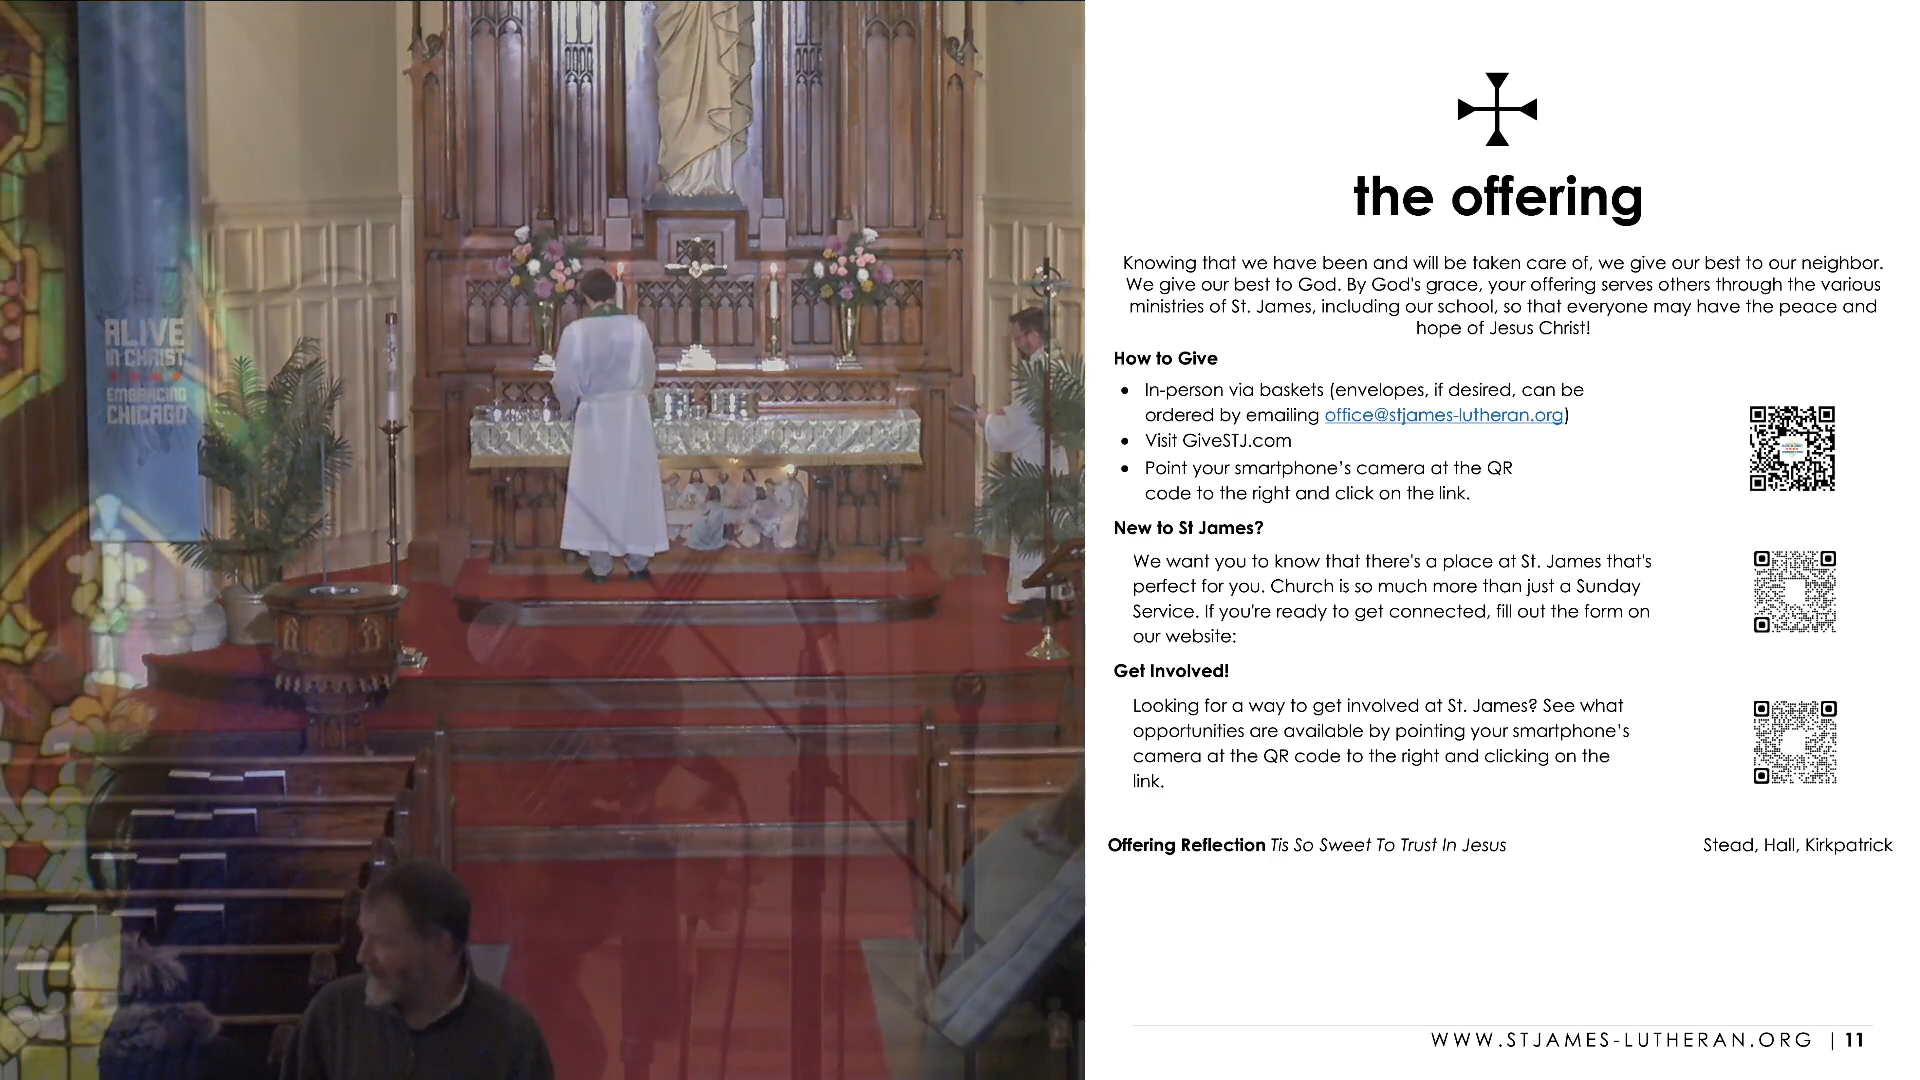 ALIVE
IN CHRIST
EMBRACING
CHICAGO
the offering
Knowing that we have been and will be taken care of, we give our best to our neighbor.
We give our best to God. By God's grace, your offering serves others through the various
ministries of St. James, including our school, so that everyone may have the peace and
hope of Jesus Christ!
How to Give
• In-person via baskets (envelopes, if desired, can be
ordered by emailing office@stjames-lutheran.org)
• Visit GiveSTJ.com
• Point your smartphone's camera at the QR
code to the right and click on the link.
New to St James?
We want you to know that there's a place at St. James that's
perfect for you. Church is so much more than just a Sunday
Service. If you're ready to get connected, fill out the form on
our website:
Get Involved!
Looking for a way to get involved at St. James? See what
opportunities are available by pointing your smartphone's
camera at the QR code to the right and clicking on the
link.
Offering Reflection Tis So Sweet To Trust In Jesus Stead, Hall, Kirkpatrick
WWW.STJAMES-LUTHERAN.ORG | 11